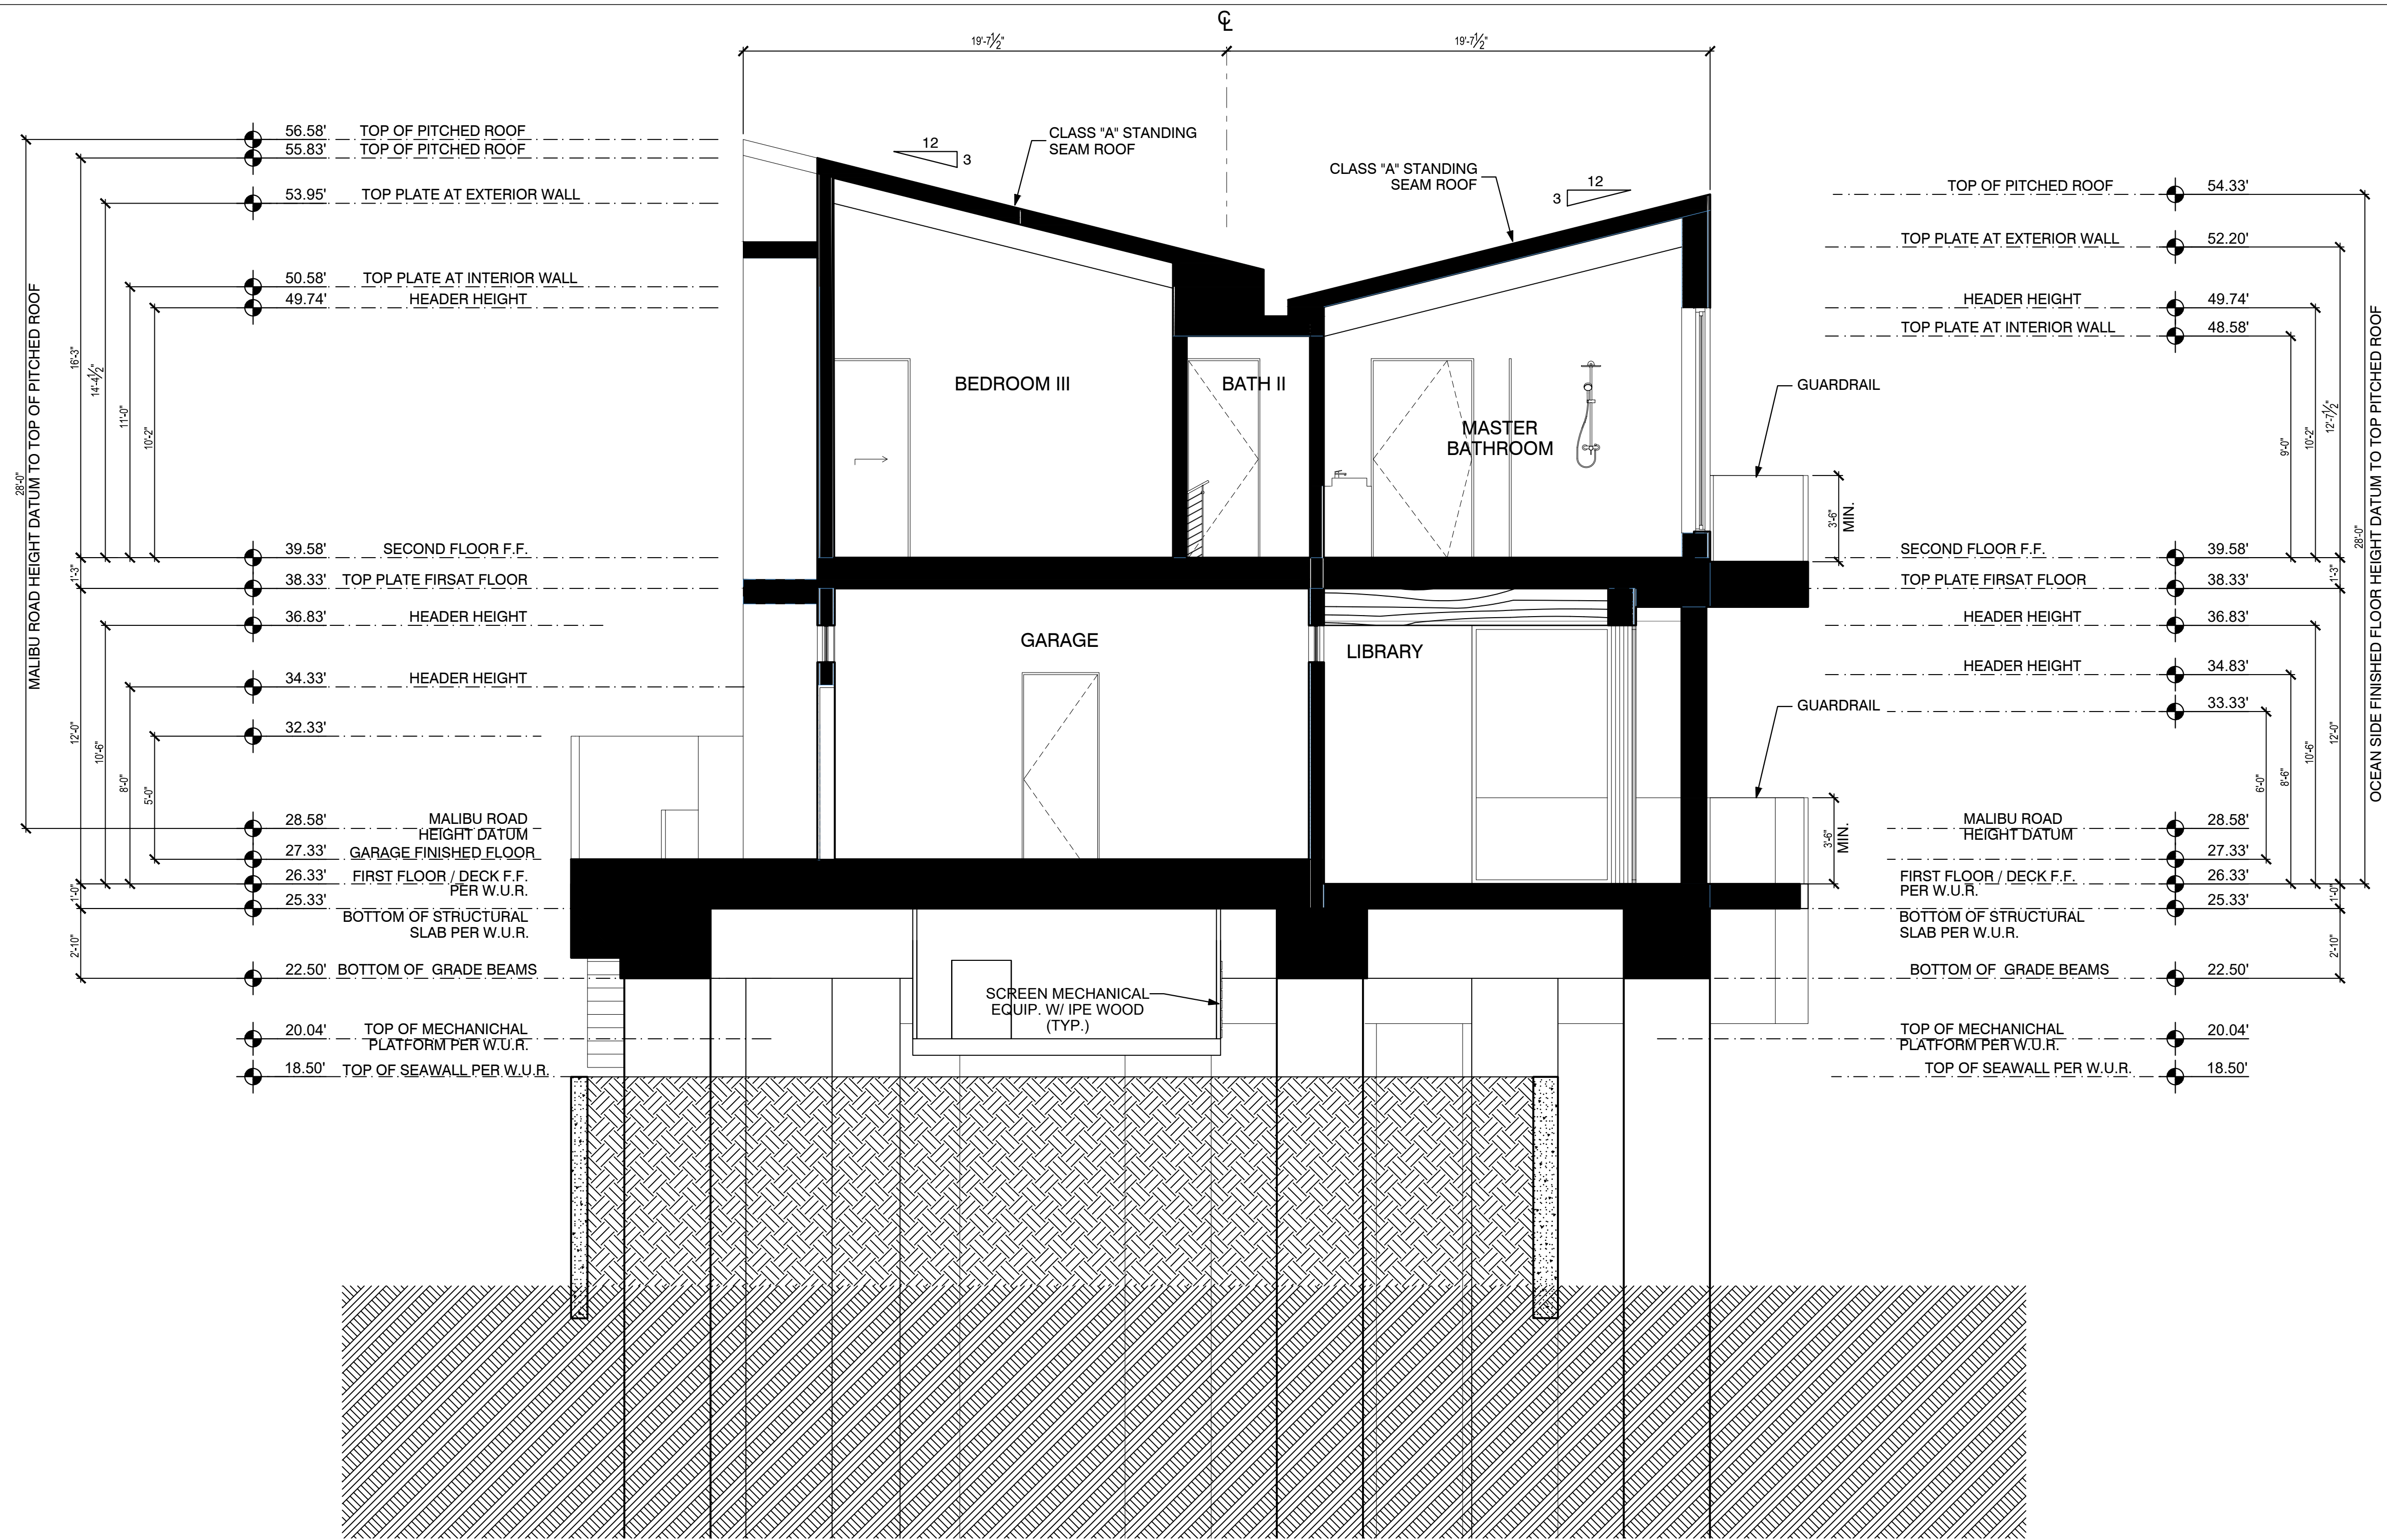 ℄
19'-7½"
19'-7½"
56.58' TOP OF PITCHED ROOF
55.83' TOP OF PITCHED ROOF
53.95' TOP PLATE AT EXTERIOR WALL
50.58' TOP PLATE AT INTERIOR WALL
49.74' HEADER HEIGHT
39.58' SECOND FLOOR F.F.
38.33' TOP PLATE FIRSAT FLOOR
36.83' HEADER HEIGHT
34.33' HEADER HEIGHT
32.33'
28.58' MALIBU ROAD
HEIGHT DATUM
27.33' GARAGE FINISHED FLOOR
26.33' FIRST FLOOR / DECK F.F.
PER W.U.R.
25.33'
BOTTOM OF STRUCTURAL
SLAB PER W.U.R.
22.50' BOTTOM OF GRADE BEAMS
20.04' TOP OF MECHANICHAL
PLATFORM PER W.U.R.
18.50' TOP OF SEAWALL PER W.U.R.
MALIBU ROAD HEIGHT DATUM TO TOP OF PITCHED ROOF
28'-0"
16'-3"
14'-4½"
11'-0"
10'-2"
1'-3"
12'-0"
10'-6"
8'-0"
5'-0"
1'-0"
2'-10"
12
3
CLASS "A" STANDING
SEAM ROOF
CLASS "A" STANDING
SEAM ROOF
12
3
BEDROOM III
BATH II
MASTER
BATHROOM
GARAGE
LIBRARY
SCREEN MECHANICAL
EQUIP. W/ IPE WOOD
(TYP.)
GUARDRAIL
3'-6"
MIN.
GUARDRAIL
3'-6"
MIN.
TOP OF PITCHED ROOF 54.33'
TOP PLATE AT EXTERIOR WALL 52.20'
HEADER HEIGHT 49.74'
TOP PLATE AT INTERIOR WALL 48.58'
SECOND FLOOR F.F. 39.58'
TOP PLATE FIRSAT FLOOR 38.33'
HEADER HEIGHT 36.83'
HEADER HEIGHT 34.83'
33.33'
MALIBU ROAD 28.58'
HEIGHT DATUM
27.33'
FIRST FLOOR / DECK F.F. 26.33'
PER W.U.R.
25.33'
BOTTOM OF STRUCTURAL
SLAB PER W.U.R.
BOTTOM OF GRADE BEAMS 22.50'
TOP OF MECHANICHAL 20.04'
PLATFORM PER W.U.R.
TOP OF SEAWALL PER W.U.R. 18.50'
9'-0"
10'-2"
12'-7½"
1'-3"
6'-0"
8'-6"
10'-6"
12'-0"
1'-0"
2'-10"
28'-0"
OCEAN SIDE FINISHED FLOOR HEIGHT DATUM TO TOP PITCHED ROOF